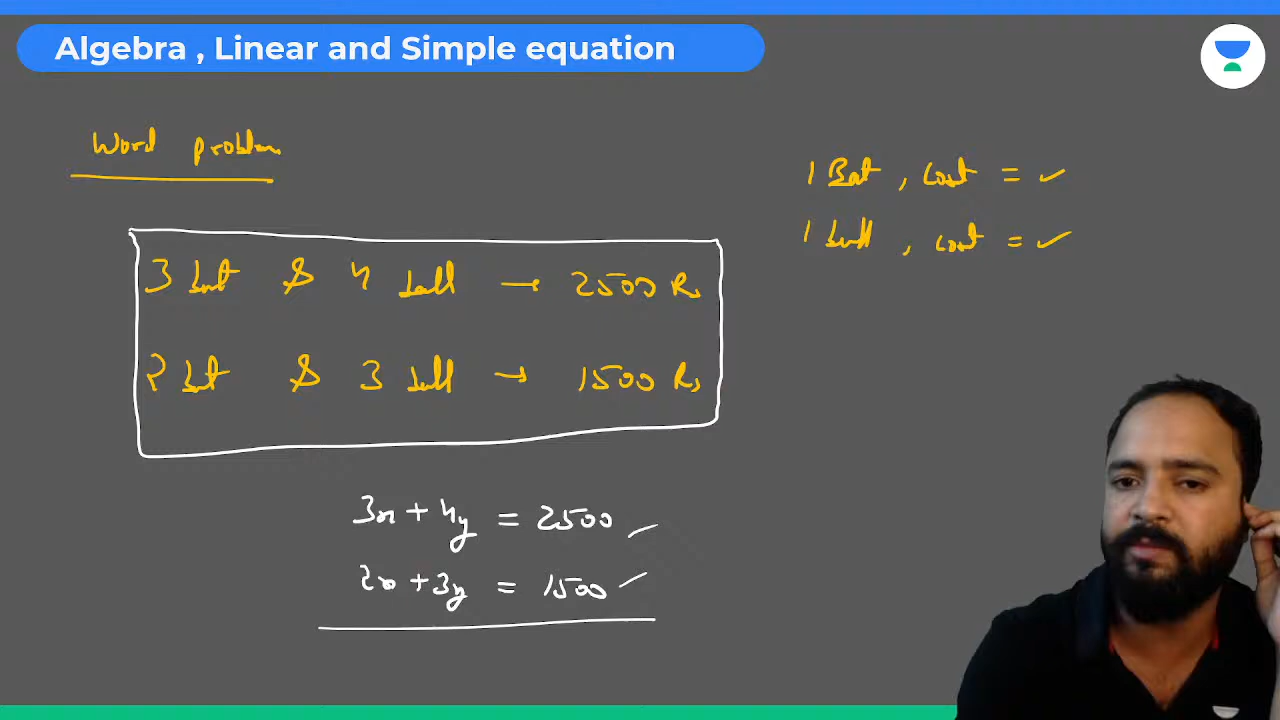 Algebra , Linear and Simple equation
Word problem
1 Bat , cost = ✓
1 ball , cost = ✓
3 bat & 4 ball → 2500 Rs
2 bat & 3 ball → 1500 Rs
3x + 4y = 2500
2x + 3y = 1500